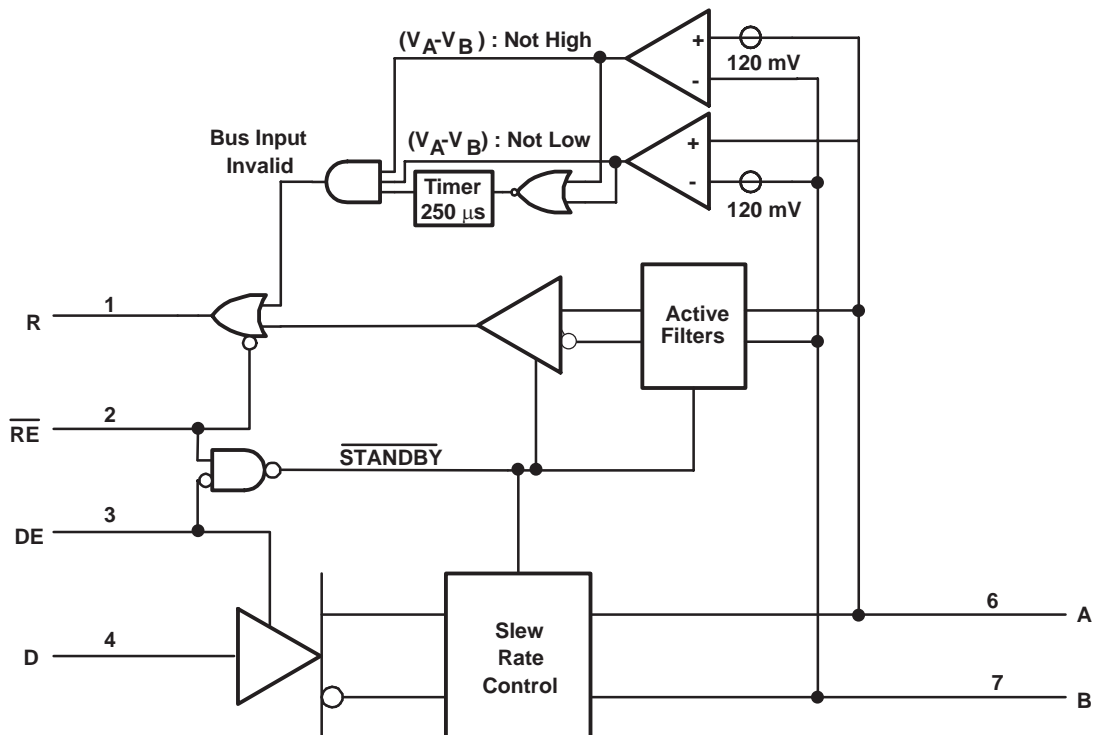 (VA-VB) : Not High
+
120 mV
-
Bus Input
Invalid
(VA-VB) : Not Low
+
-
120 mV
Timer
250 μs
1
R
Active
Filters
2
RE
STANDBY
3
DE
6
A
4
D
Slew
Rate
Control
7
B